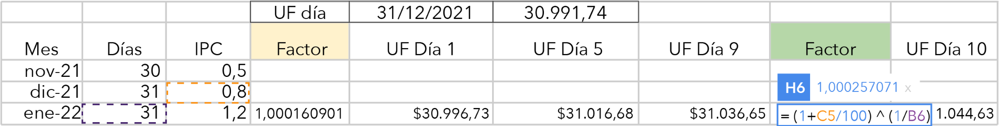 UF día 31/12/2021 30.991,74
Mes Días IPC Factor UF Día 1 UF Día 5 UF Día 9 Factor UF Día 10
nov-21 30 0,5
dic-21 31 0,8 H6 1,000257071 x
ene-22 31 1,2 1,000160901 $30.996,73 $31.016,68 $31.036,65 = (1+C5/100) ^ (1/B6) 1.044,63